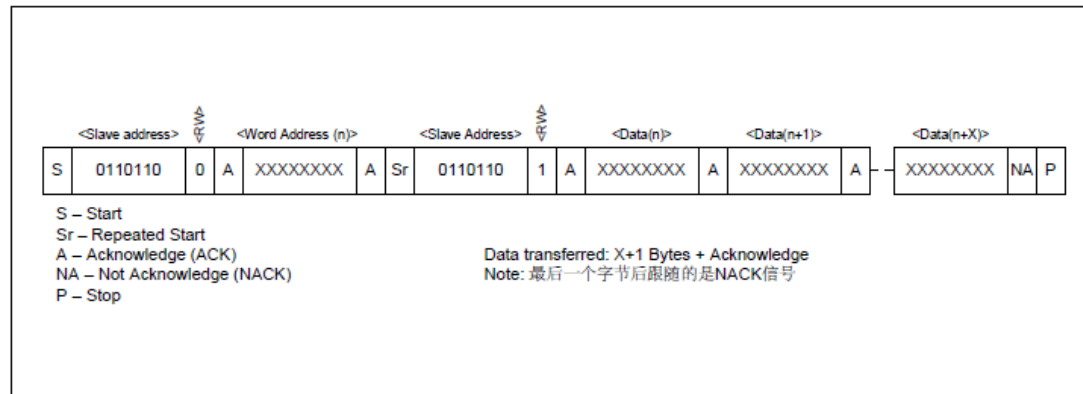 <Slave address> <RW> <Word Address (n)> <Slave Address> <RW> <Data(n)> <Data(n+1)> <Data(n+X)>
S 0110110 0 A XXXXXXXX A Sr 0110110 1 A XXXXXXXX A XXXXXXXX A XXXXXXXX NA P
S – Start
Sr – Repeated Start
A – Acknowledge (ACK)
NA – Not Acknowledge (NACK)
P – Stop
Data transferred: X+1 Bytes + Acknowledge
Note: 最后一个字节后跟随的是NACK信号